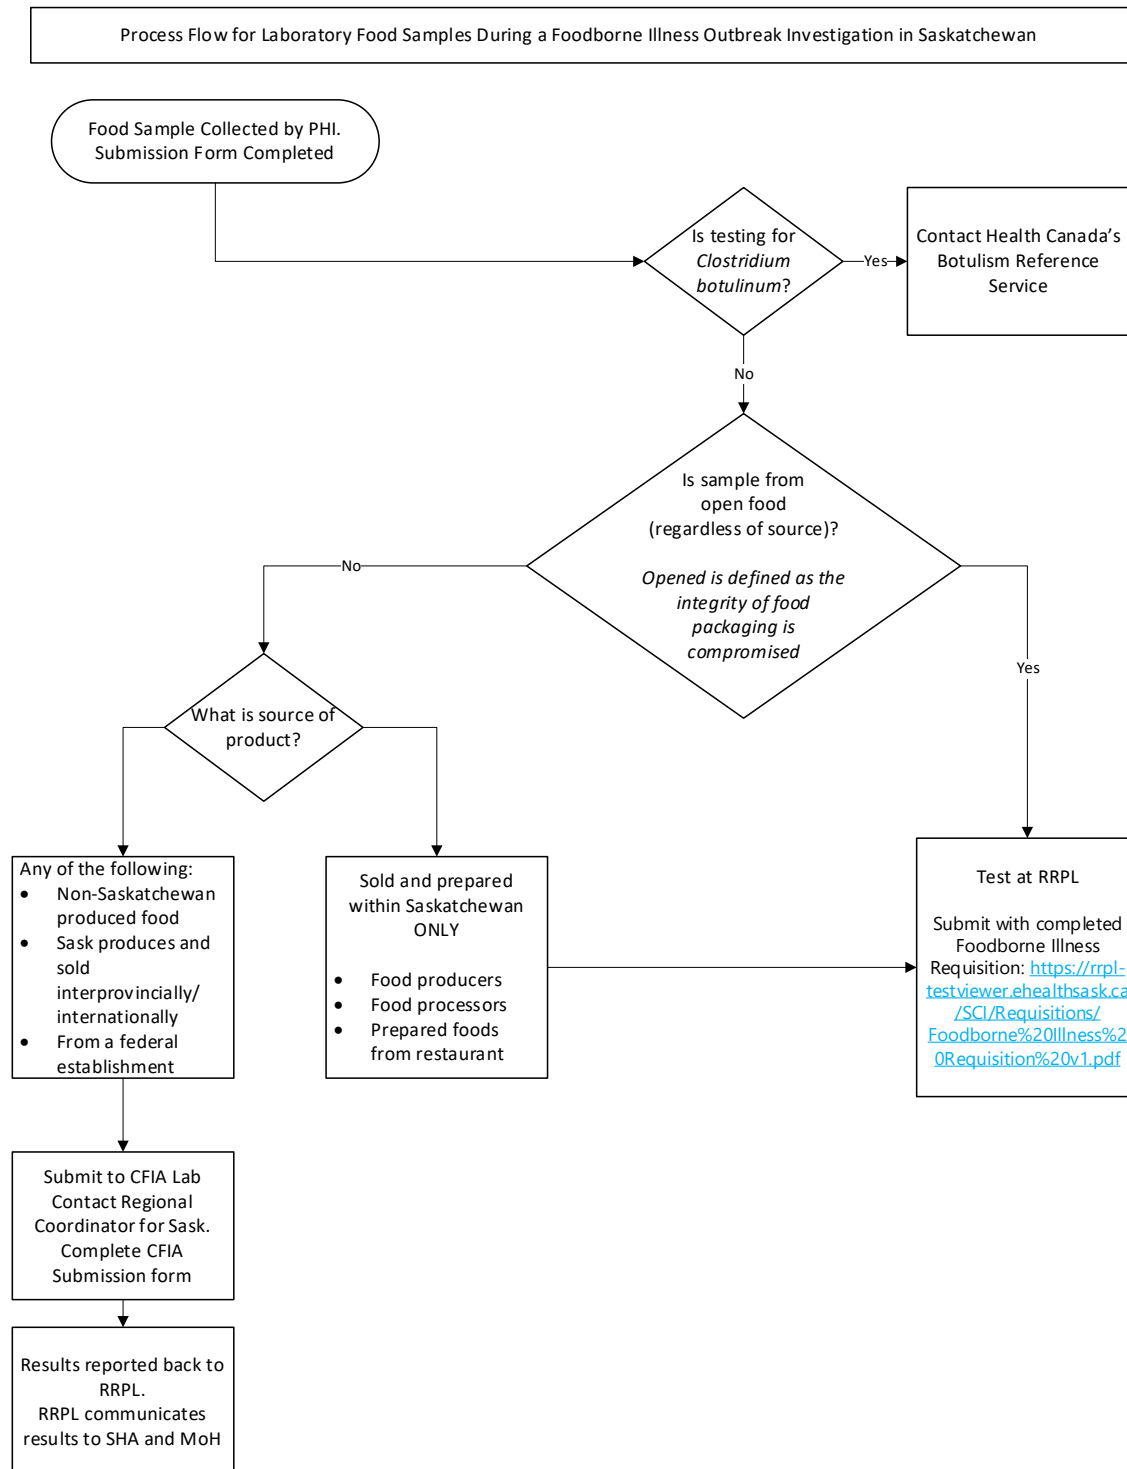 Process Flow for Laboratory Food Samples During a Foodborne Illness Outbreak Investigation in Saskatchewan
Food Sample Collected by PHI.
Submission Form Completed
Is testing for
Clostridium
botulinum?
Yes
Contact Health Canada's
Botulism Reference
Service
No
Is sample from
open food
(regardless of source)?
Opened is defined as the
integrity of food
packaging is
compromised
No
Yes
What is source of
product?
Any of the following:
• Non-Saskatchewan
produced food
• Sask produces and
sold
interprovincially/
internationally
• From a federal
establishment
Sold and prepared
within Saskatchewan
ONLY
• Food producers
• Food processors
• Prepared foods
from restaurant
Test at RRPL
Submit with completed
Foodborne Illness
Requisition: https://rrpl-
testviewer.ehealthsask.ca
/SCI/Requisitions/
Foodborne%20Illness%2
0Requisition%20v1.pdf
Submit to CFIA Lab
Contact Regional
Coordinator for Sask.
Complete CFIA
Submission form
Results reported back to
RRPL.
RRPL communicates
results to SHA and MoH